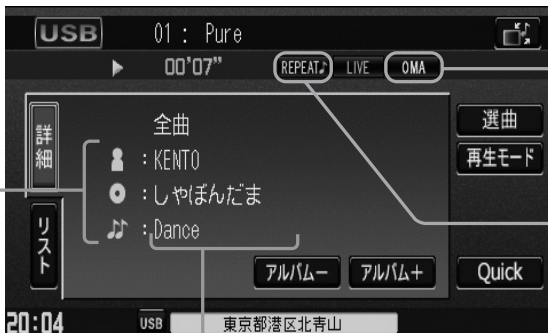 USB 01 : Pure
00'07" REPEAT♪ LIVE OMA
詳細
全曲
選曲
:KENTO
再生モード
:しゃぼんだま
:Dance
リスト
アルバム− アルバム+ Quick
20:04 USB 東京都港区北青山